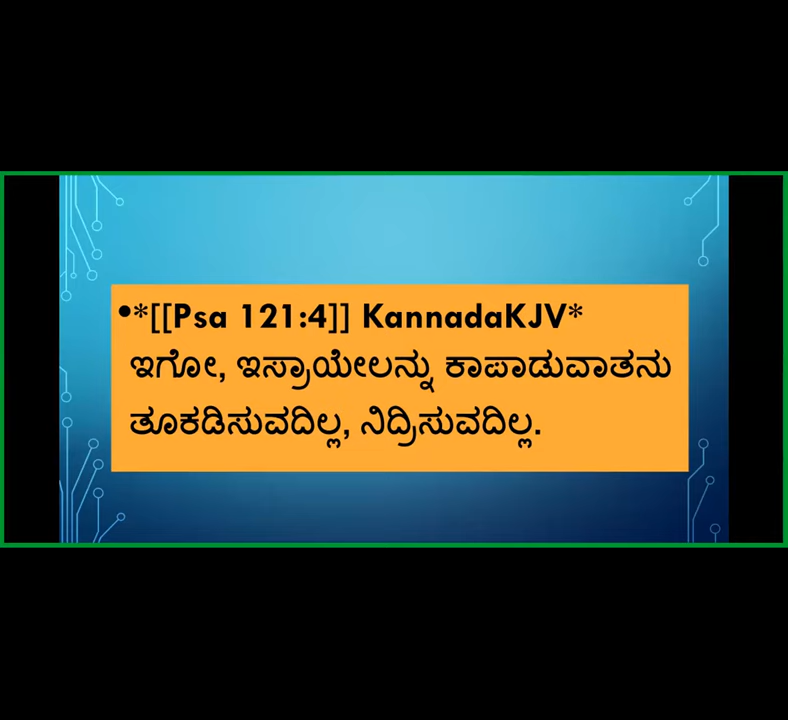 •*[[Psa 121:4]] KannadaKJV*
ಇಗೋ, ಇಸ್ರಾಯೇಲನ್ನು ಕಾಪಾಡುವಾತನು
ತೂಕಡಿಸುವದಿಲ್ಲ, ನಿದ್ರಿಸುವದಿಲ್ಲ.